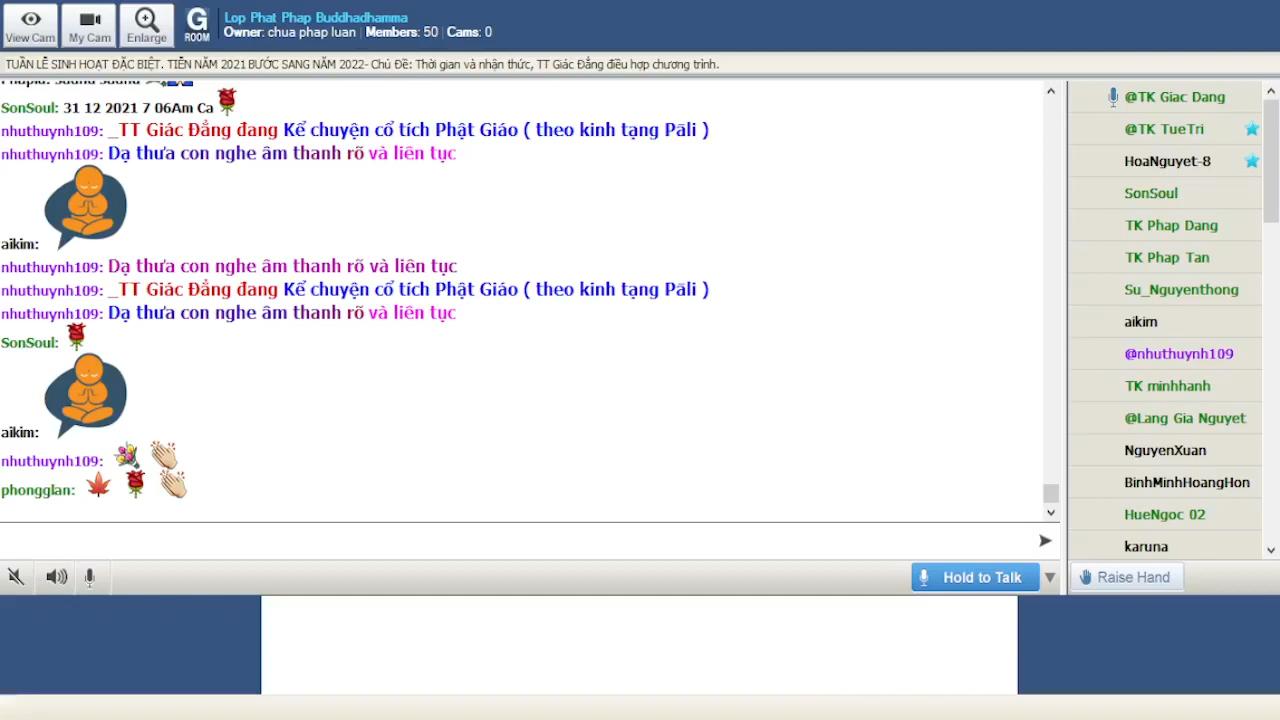 View Cam
My Cam
Enlarge
G
ROOM
Lop Phat Phap Buddhadhamma
Owner: chua phap luan | Members: 50 | Cams: 0
TUẦN LỄ SINH HOẠT ĐẶC BIỆT. TIỄN NĂM 2021 BƯỚC SANG NĂM 2022- Chủ Đề: Thời gian và nhận thức, TT Giác Đẳng điều hợp chương trình.
SonSoul: 31 12 2021 7 06Am Ca
nhuthuynh109: _TT Giác Đẳng đang Kể chuyện cổ tích Phật Giáo ( theo kinh tạng Pāli )
nhuthuynh109: Dạ thưa con nghe âm thanh rõ và liên tục
aikim:
nhuthuynh109: Dạ thưa con nghe âm thanh rõ và liên tục
nhuthuynh109: _TT Giác Đẳng đang Kể chuyện cổ tích Phật Giáo ( theo kinh tạng Pāli )
nhuthuynh109: Dạ thưa con nghe âm thanh rõ và liên tục
SonSoul:
aikim:
nhuthuynh109:
phongglan:
Hold to Talk
@TK Giac Dang
@TK TueTri
HoaNguyet-8
SonSoul
TK Phap Dang
TK Phap Tan
Su_Nguyenthong
aikim
@nhuthuynh109
TK minhhanh
@Lang Gia Nguyet
NguyenXuan
BinhMinhHoangHon
HueNgoc 02
karuna
Raise Hand